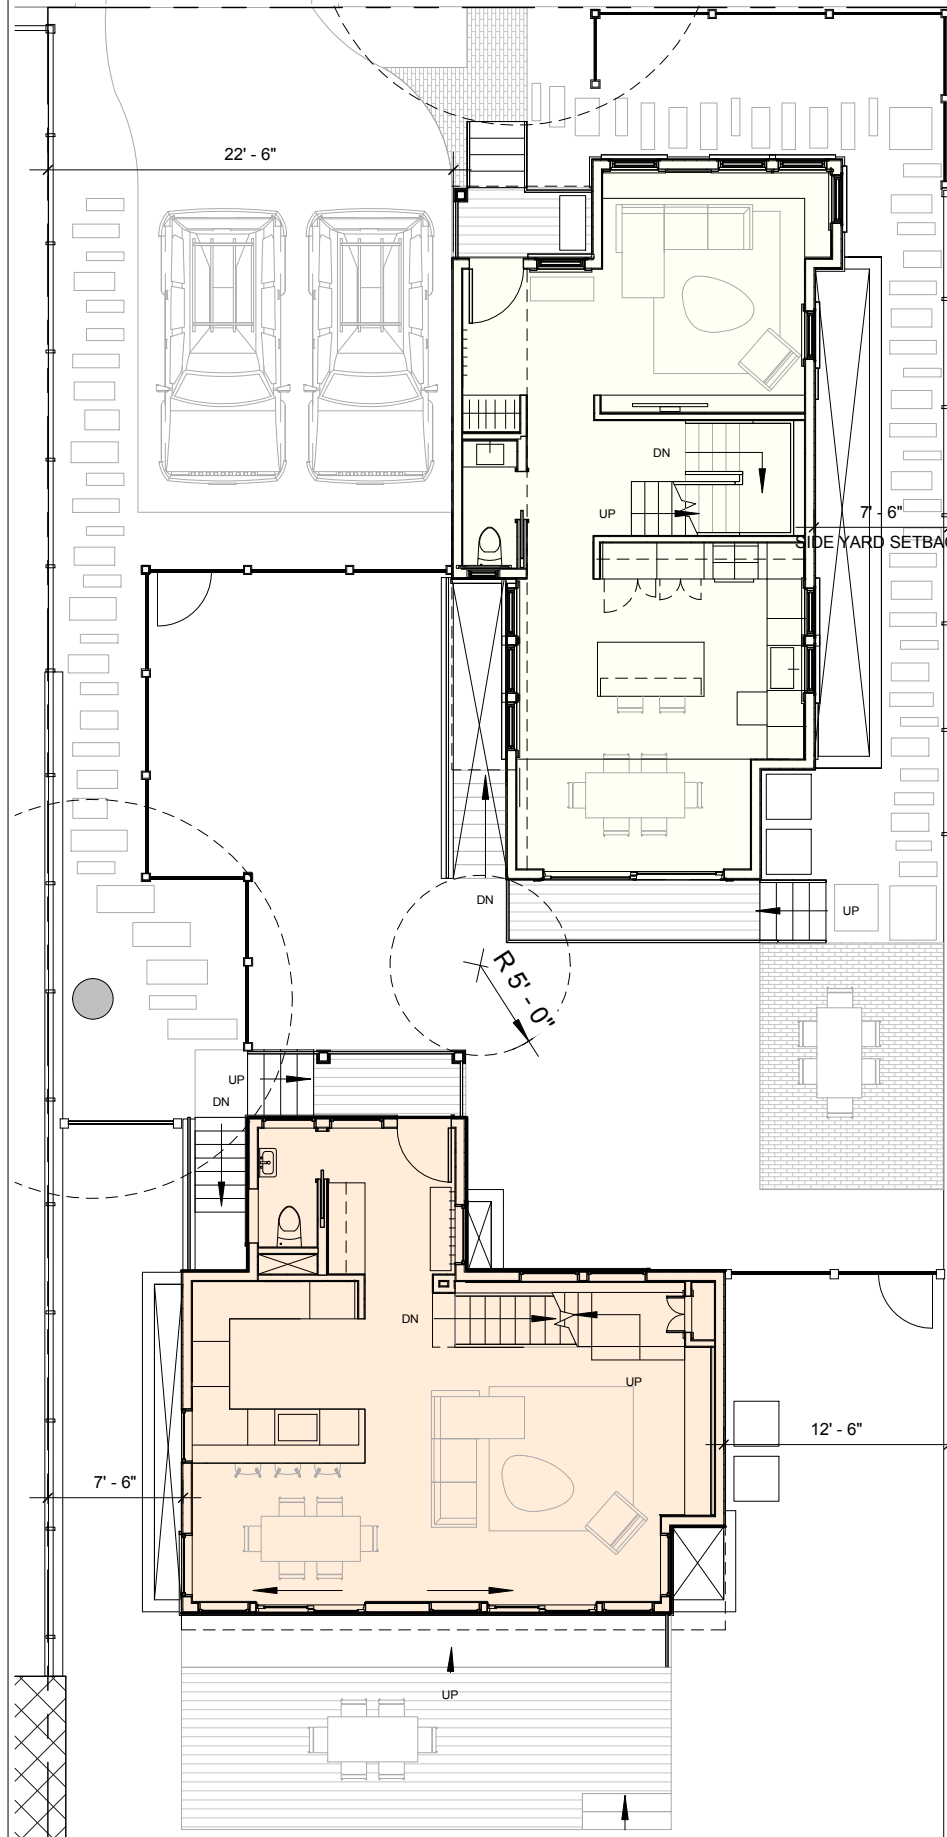 22' - 6"
DN
UP
7' - 6"
SIDE YARD SETBAC
DN
UP
R 5' - 0"
UP
DN
DN
UP
12' - 6"
7' - 6"
UP